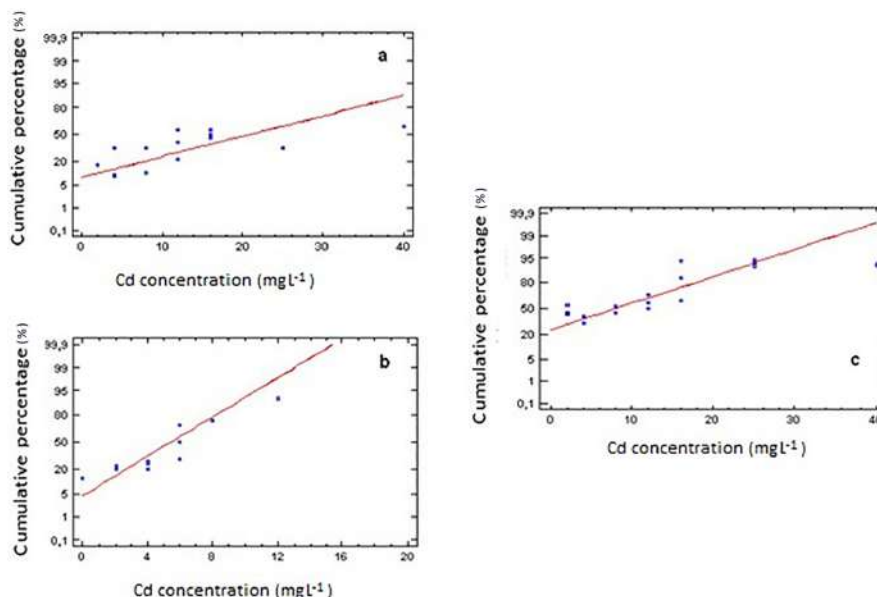 Cumulative percentage (%)
99,9
99
95
80
50
20
5
1
0,1
a
0 10 20 30 40
Cd concentration (mgL-1)
Cumulative percentage (%)
99,9
99
95
80
50
20
5
1
0,1
b
0 4 8 12 16 20
Cd concentration (mgL-1)
Cumulative percentage (%)
99,9
99
95
80
50
20
5
1
0,1
c
0 10 20 30 40
Cd concentration (mgL-1)